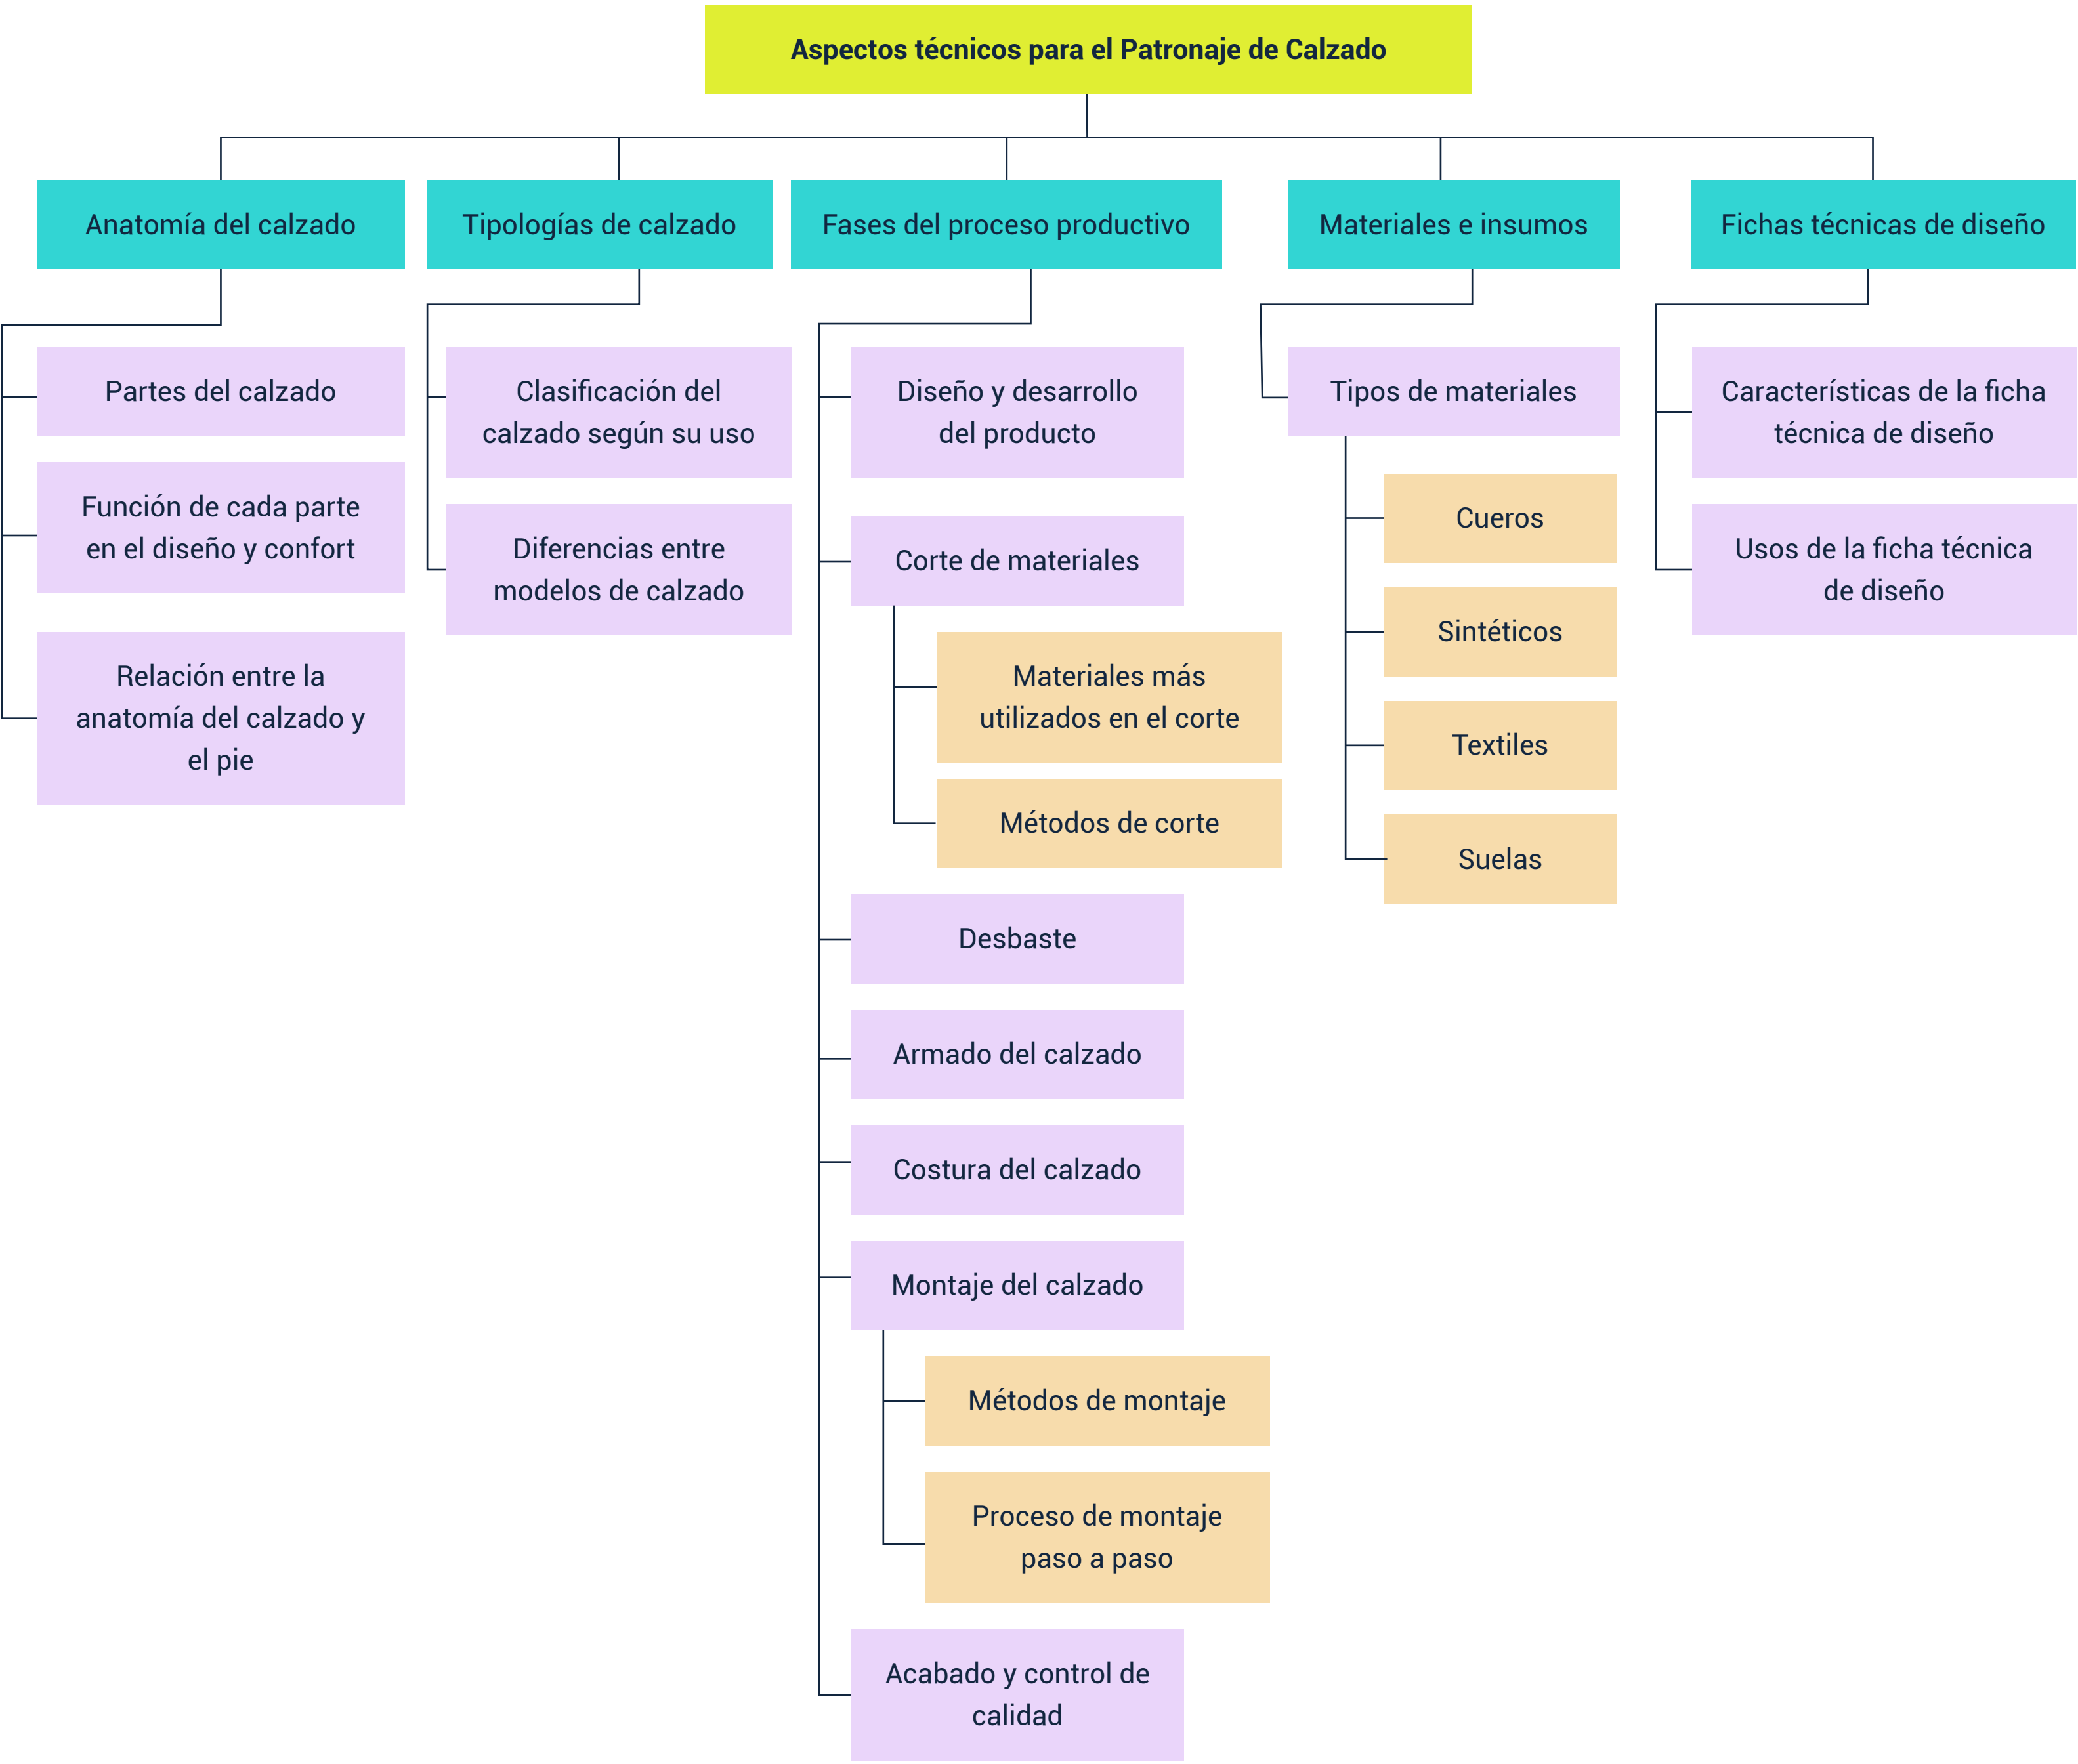 Aspectos técnicos para el Patronaje de Calzado
Anatomía del calzado
Partes del calzado
Función de cada parte
en el diseño y confort
Relación entre la
anatomía del calzado y
el pie
Tipologías de calzado
Clasificación del
calzado según su uso
Diferencias entre
modelos de calzado
Fases del proceso productivo
Diseño y desarrollo
del producto
Corte de materiales
Materiales más
utilizados en el corte
Métodos de corte
Desbaste
Armado del calzado
Costura del calzado
Montaje del calzado
Métodos de montaje
Proceso de montaje
paso a paso
Acabado y control de
calidad
Materiales e insumos
Tipos de materiales
Cueros
Sintéticos
Textiles
Suelas
Fichas técnicas de diseño
Características de la ficha
técnica de diseño
Usos de la ficha técnica
de diseño